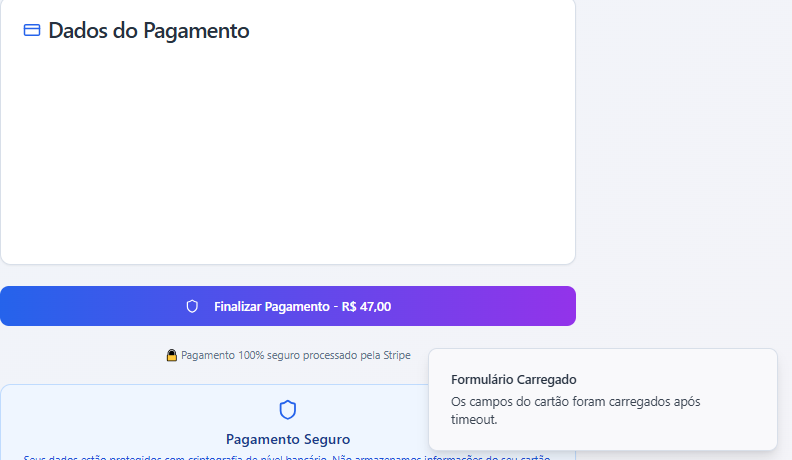 Dados do Pagamento
Finalizar Pagamento - R$ 47,00
🔒 Pagamento 100% seguro processado pela Stripe
Formulário Carregado
Os campos do cartão foram carregados após
timeout.
Pagamento Seguro
Seus dados estão protegidos com criptografia de nível bancário. Não armazenamos informações do seu cartão